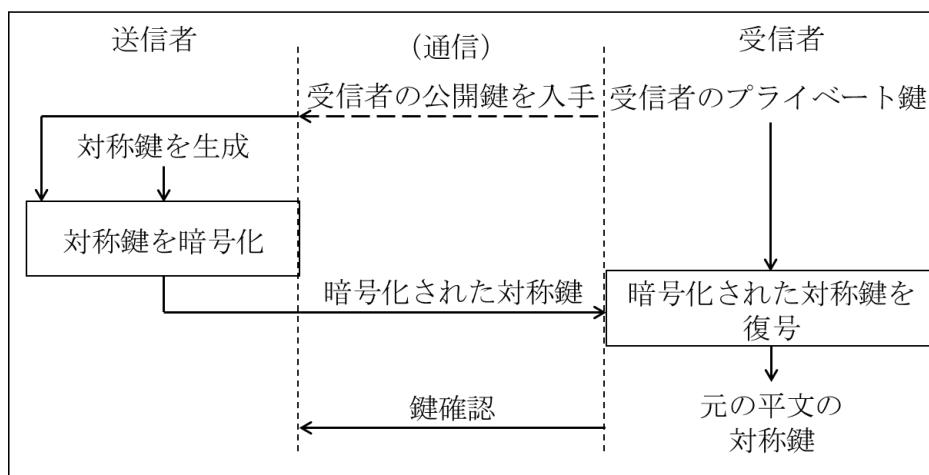 送信者
(通信)
受信者
受信者の公開鍵を入手
受信者のプライベート鍵
対称鍵を生成
対称鍵を暗号化
暗号化された対称鍵
暗号化された対称鍵を
復号
鍵確認
元の平文の
対称鍵